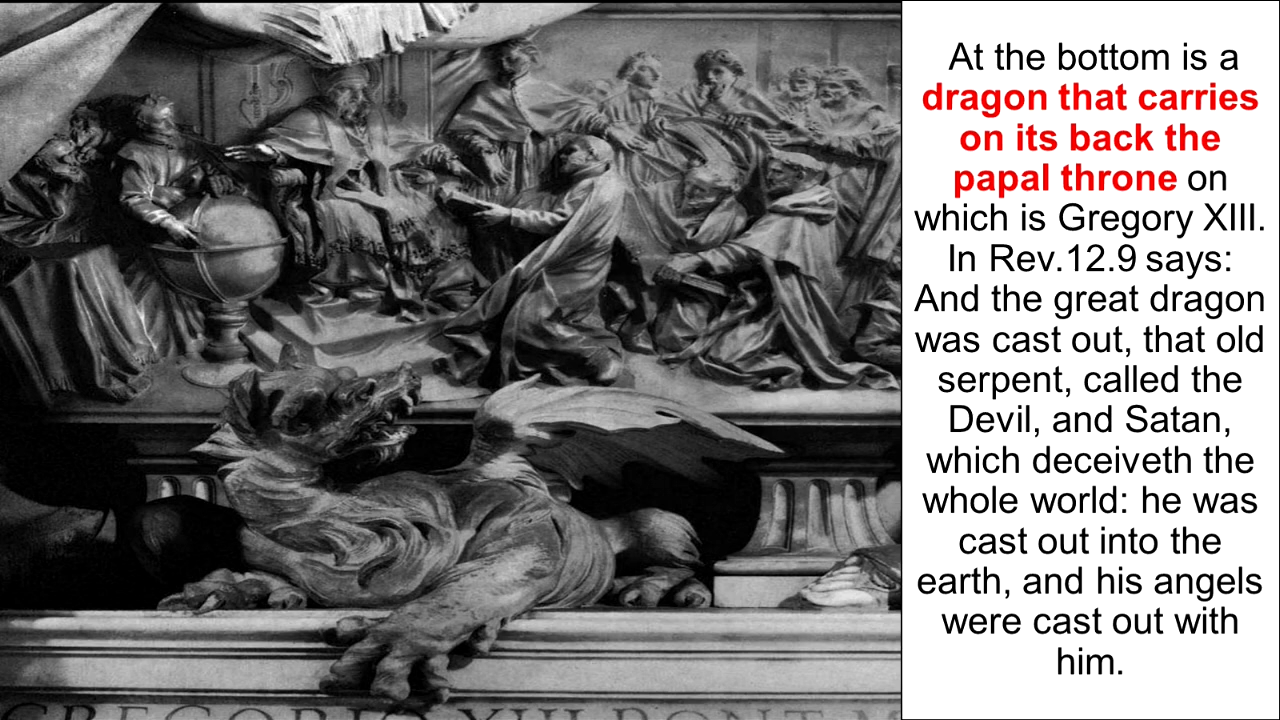 At the bottom is a
dragon that carries
on its back the
papal throne on
which is Gregory XIII.
In Rev.12.9 says:
And the great dragon
was cast out, that old
serpent, called the
Devil, and Satan,
which deceiveth the
whole world: he was
cast out into the
earth, and his angels
were cast out with
him.
GREGORIO XIII PONT M